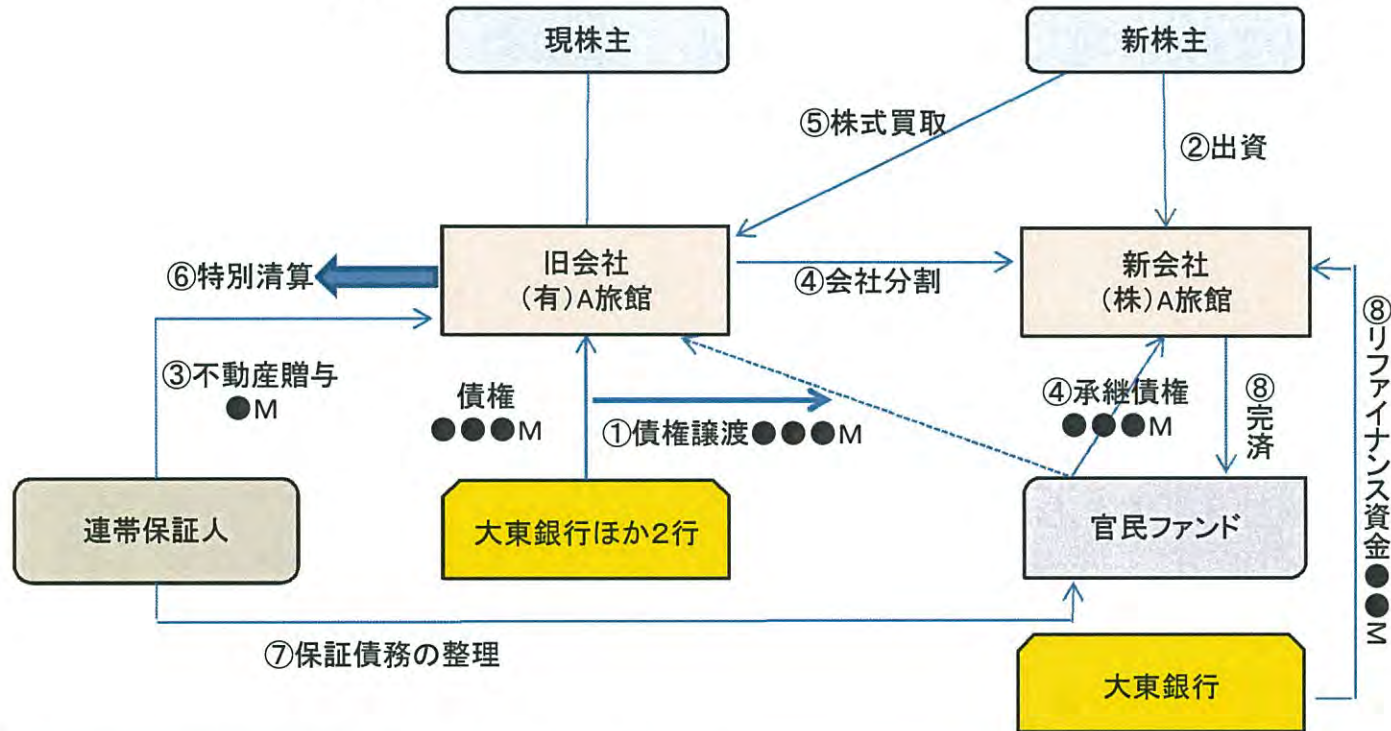 現株主
新株主
⑤株式買取
②出資
⑥特別清算
旧会社
(有)A旅館
④会社分割
新会社
(株)A旅館
③不動産贈与
●M
債権
●●●M
①債権譲渡●●●M
④承継債権
●●●M
⑧完済
⑧リファイナンス資金●●M
連帯保証人
大東銀行ほか2行
官民ファンド
⑦保証債務の整理
大東銀行